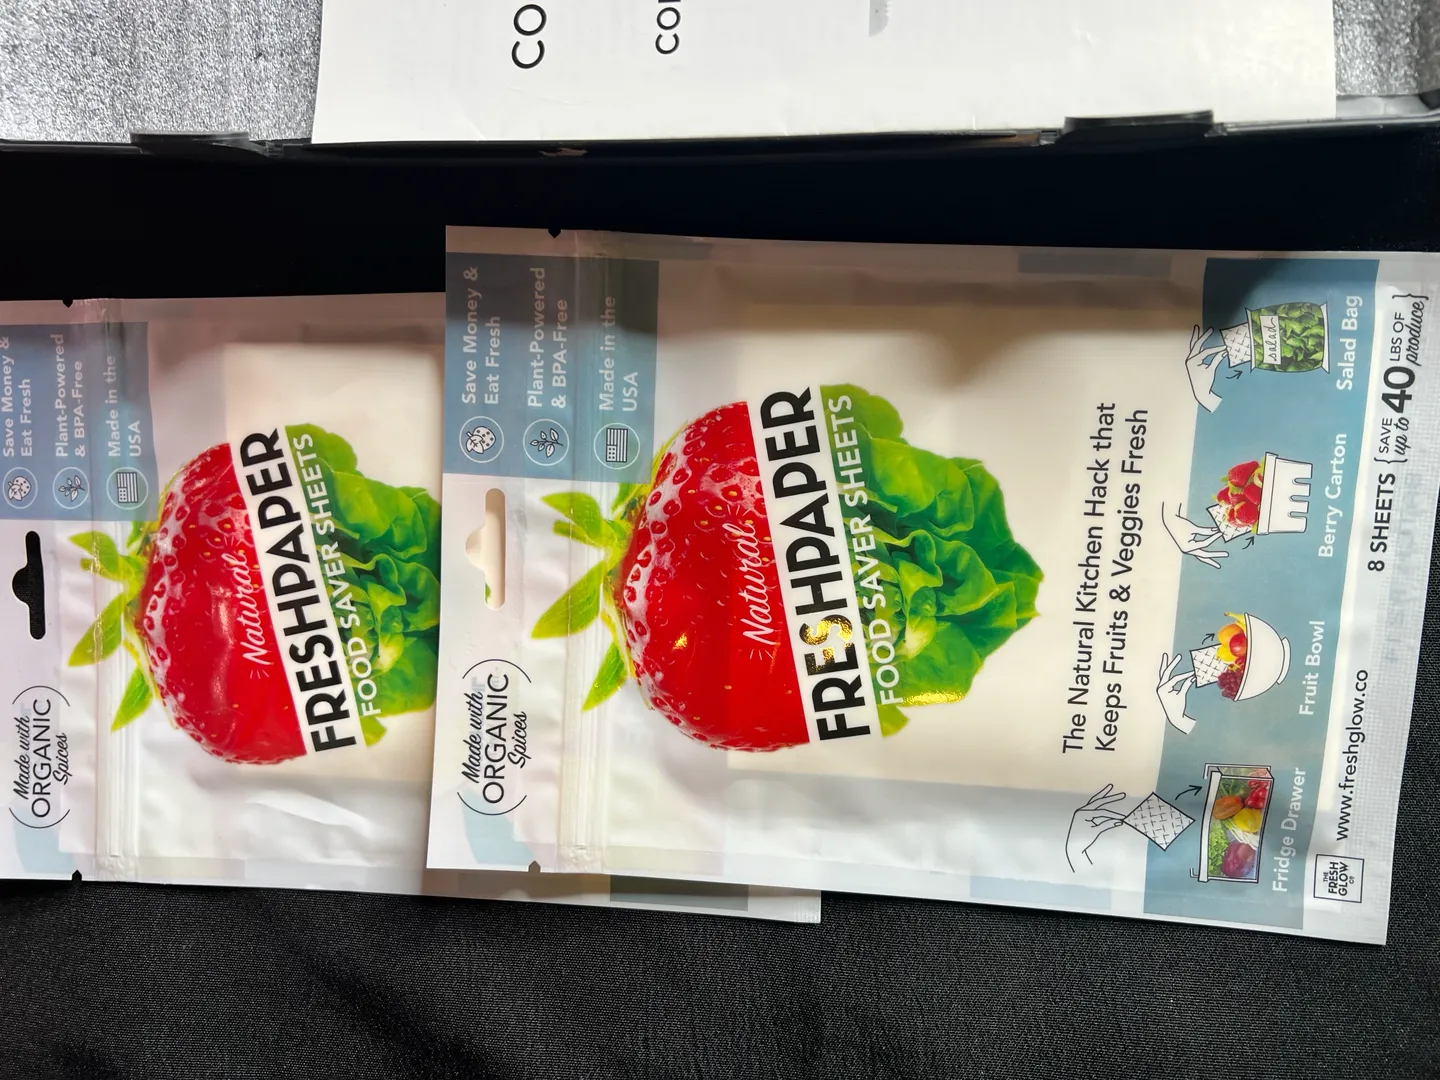 CO
CO
Save Money &
Eat Fresh
Plant-Powered
& BPA-Free
Made in the
USA
Made with
ORGANIC
Spices
Natural
FRESHPAPER
FOOD SAVER SHEETS
Save Money &
Eat Fresh
Plant-Powered
& BPA-Free
Made in the
USA
Made with
ORGANIC
Spices
Natural
FRESHPAPER
FOOD SAVER SHEETS
The Natural Kitchen Hack that
Keeps Fruits & Veggies Fresh
Fridge Drawer
Fruit Bowl
Berry Carton
salad
Salad Bag
THE
FRESH
GLOW
CO
www.freshglow.co
8 SHEETS {SAVE up to 40 LBS OF produce}